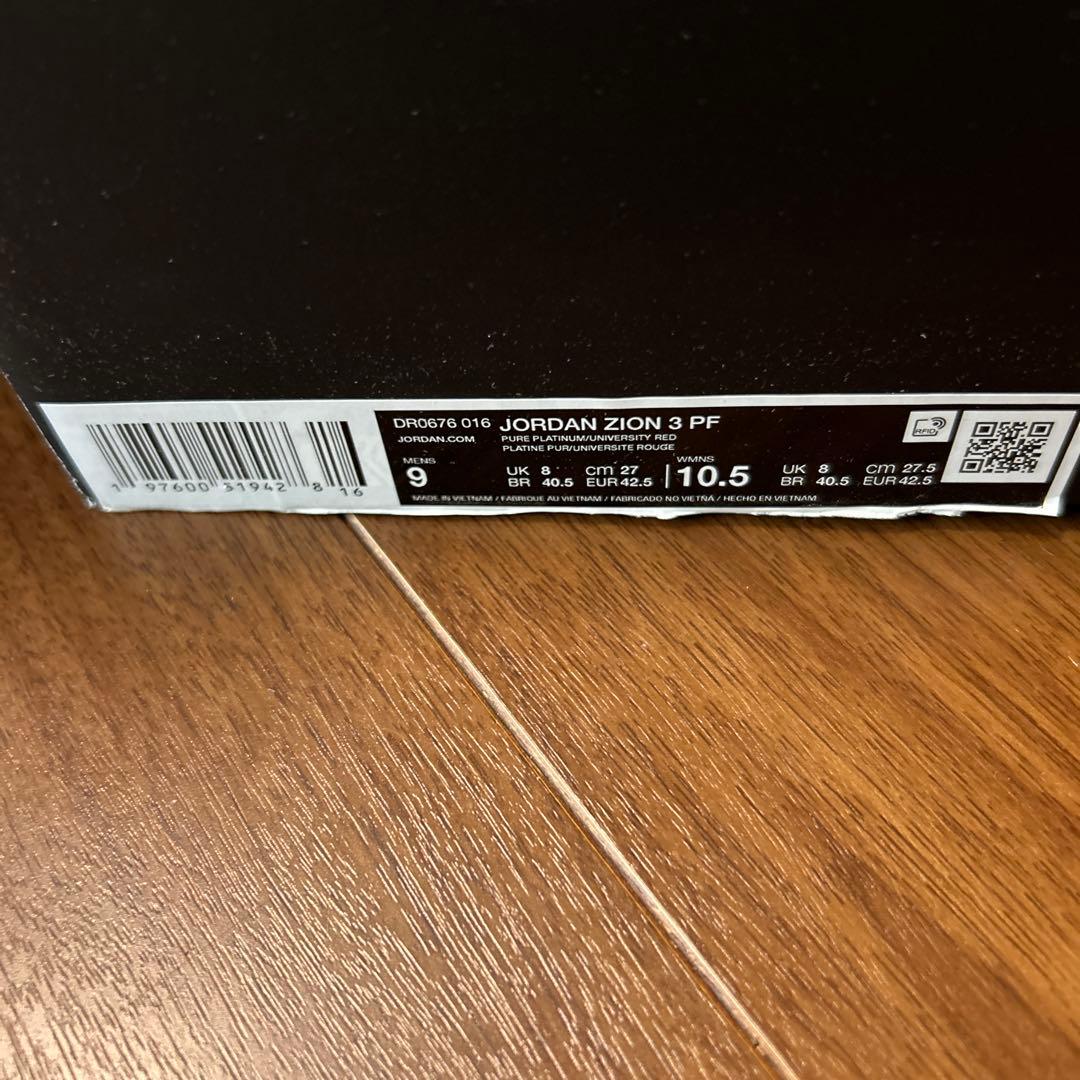 DR0676 016 JORDAN ZION 3 PF
JORDAN.COM
PURE PLATINUM/UNIVERSITY RED
PLATINE PUR/UNIVERSITE ROUGE
MENS
9
UK 8 cm 27
BR 40.5 EUR 42.5
WMNS
10.5
UK 8 cm 27.5
BR 40.5 EUR 42.5
MADE IN VIETNAM / FABRIQUE AU VIETNAM / FABRICADO NO VIETNÃ / HECHO EN VIETNAM
1 97600 31942 8 16
RFID